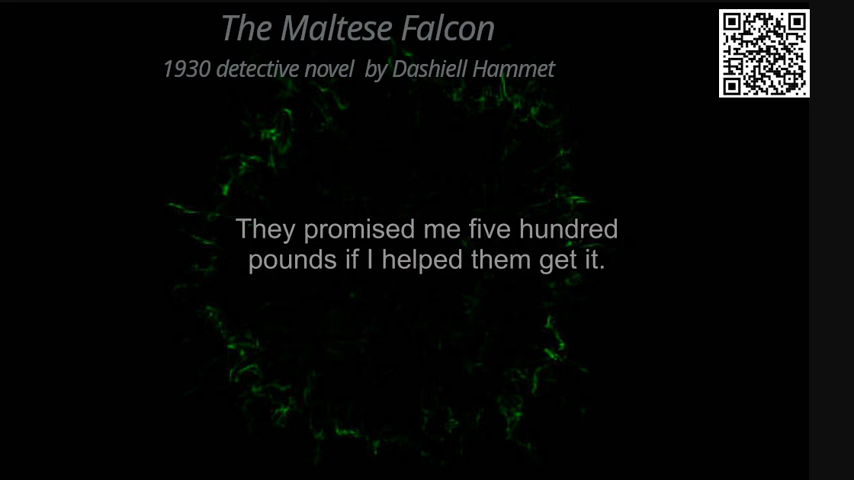 The Maltese Falcon
1930 detective novel by Dashiell Hammet
They promised me five hundred
pounds if I helped them get it.